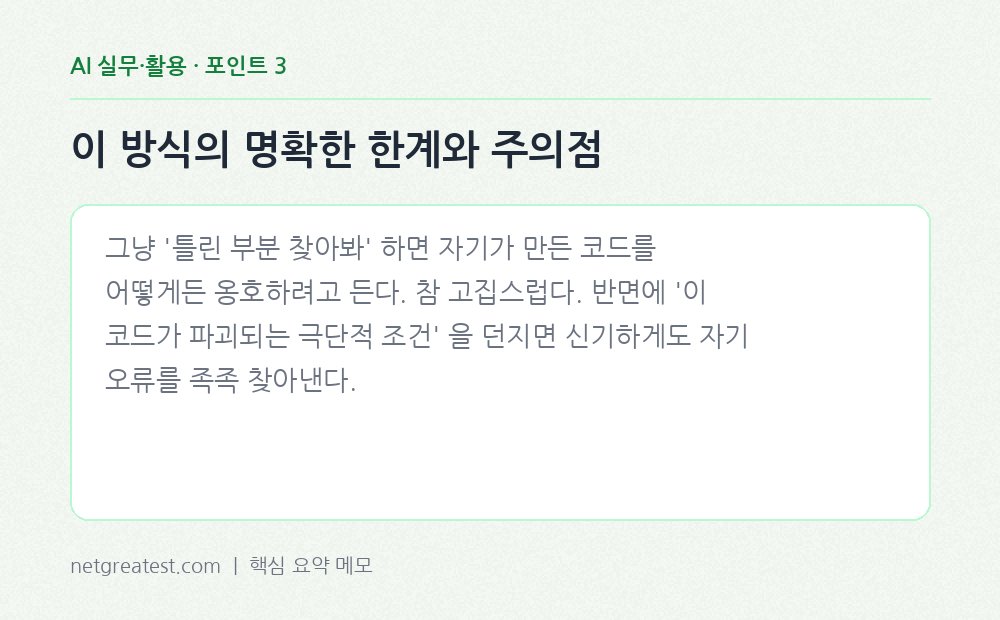 AI 실무·활용 · 포인트 3
이 방식의 명확한 한계와 주의점
그냥 '틀린 부분 찾아봐' 하면 자기가 만든 코드를
어떻게든 옹호하려고 든다. 참 고집스럽다. 반면에 '이
코드가 파괴되는 극단적 조건' 을 던지면 신기하게도 자기
오류를 족족 찾아낸다.
netgreatest.com | 핵심 요약 메모